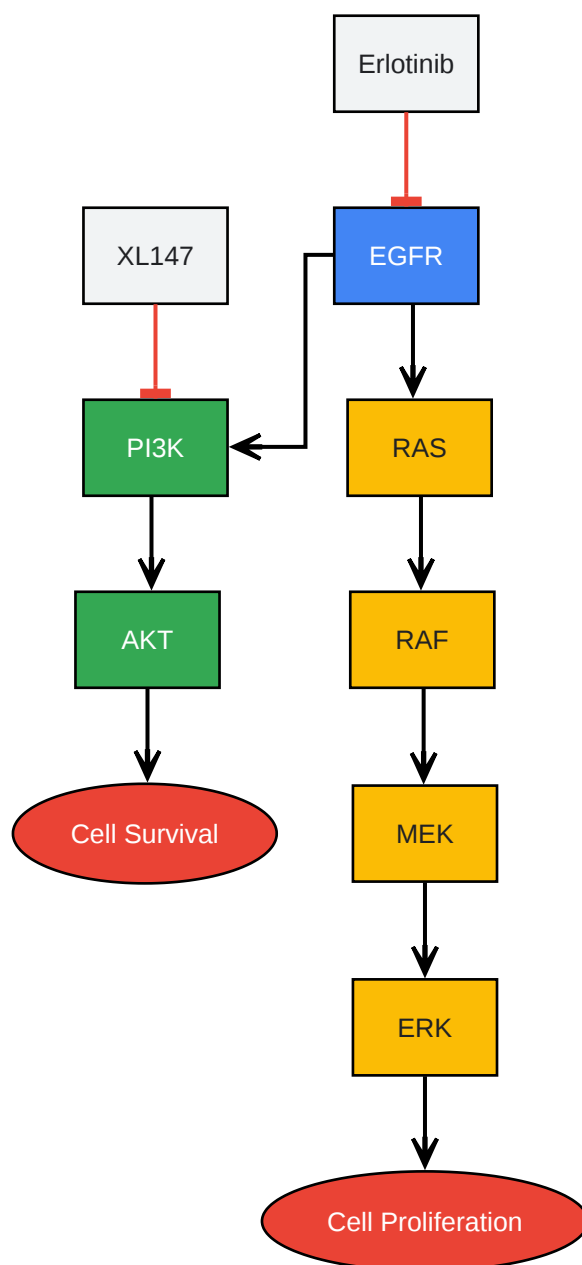 Erlotinib
XL147
EGFR
PI3K
RAS
AKT
RAF
Cell Survival
MEK
ERK
Cell Proliferation